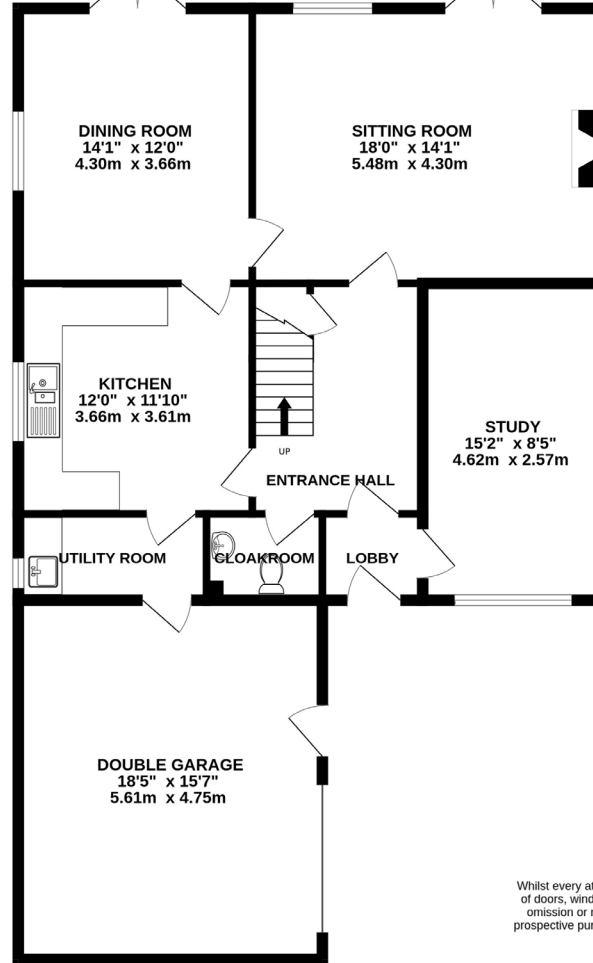 DINING ROOM
14'1" x 12'0"
4.30m x 3.66m
SITTING ROOM
18'0" x 14'1"
5.48m x 4.30m
KITCHEN
12'0" x 11'10"
3.66m x 3.61m
UP
ENTRANCE HALL
STUDY
15'2" x 8'5"
4.62m x 2.57m
UTILITY ROOM
CLOAKROOM
LOBBY
DOUBLE GARAGE
18'5" x 15'7"
5.61m x 4.75m
Whilst every
of doors, wind
omission or
prospective pur